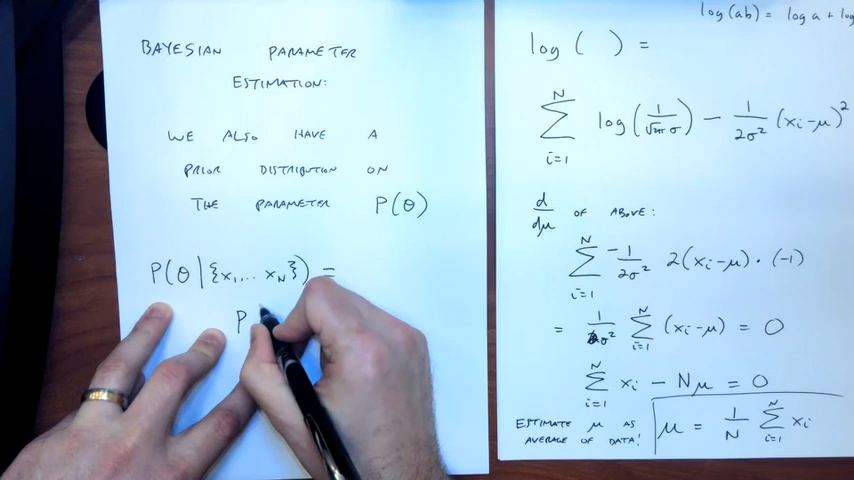 BAYESIAN PARAMETER
ESTIMATION:
WE ALSO HAVE A
PRIOR DISTRIBUTION ON
THE PARAMETER P(θ)
P(θ | {x₁,... x_N}) =
P
log(ab) = log a + log
log ( ) =
∑_{i=1}^{N} log(1/(√2π σ)) − 1/(2σ²) (xᵢ−μ)²
d/dμ OF ABOVE:
∑_{i=1}^{N} −1/(2σ²) 2(xᵢ−μ)·(−1)
= 1/σ² ∑_{i=1}^{N} (xᵢ−μ) = 0
∑_{i=1}^{N} xᵢ − Nμ = 0
ESTIMATE μ AS
AVERAGE OF DATA!
μ = 1/N ∑_{i=1}^{N} xᵢ